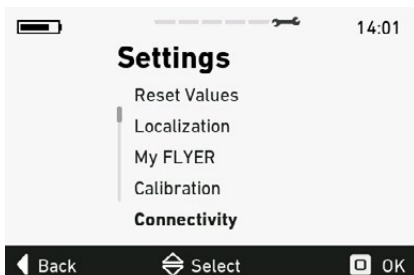 14:01
Settings
Reset Values
Localization
My FLYER
Calibration
Connectivity
Back Select OK